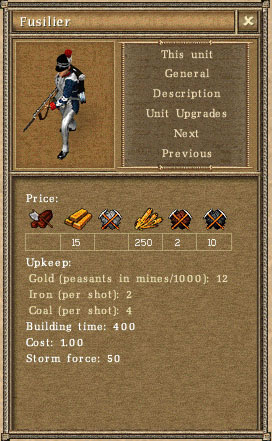 Fusilier
This unit
General
Description
Unit Upgrades
Next
Previous
Price:
15 250 2 10
Upkeep:
Gold (peasants in mines/1000): 12
Iron (per shot): 2
Coal (per shot): 4
Building time: 400
Cost: 1.00
Storm force: 50